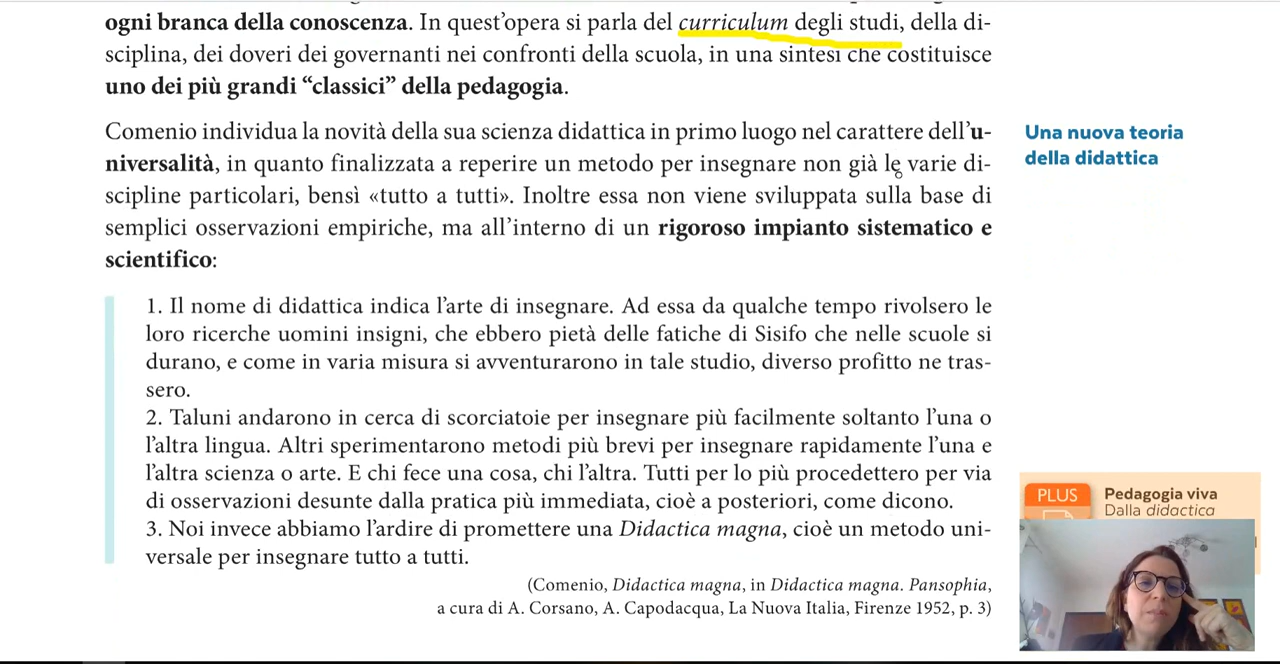 ogni branca della conoscenza. In quest’opera si parla del curriculum degli studi, della di-
sciplina, dei doveri dei governanti nei confronti della scuola, in una sintesi che costituisce
uno dei più grandi “classici” della pedagogia.
Comenio individua la novità della sua scienza didattica in primo luogo nel carattere dell’u-
niversalità, in quanto finalizzata a reperire un metodo per insegnare non già le varie di-
scipline particolari, bensì «tutto a tutti». Inoltre essa non viene sviluppata sulla base di
semplici osservazioni empiriche, ma all’interno di un rigoroso impianto sistematico e
scientifico:
Una nuova teoria
della didattica
1. Il nome di didattica indica l’arte di insegnare. Ad essa da qualche tempo rivolsero le
loro ricerche uomini insigni, che ebbero pietà delle fatiche di Sisifo che nelle scuole si
durano, e come in varia misura si avventurarono in tale studio, diverso profitto ne tras-
sero.
2. Taluni andarono in cerca di scorciatoie per insegnare più facilmente soltanto l’una o
l’altra lingua. Altri sperimentarono metodi più brevi per insegnare rapidamente l’una e
l’altra scienza o arte. E chi fece una cosa, chi l’altra. Tutti per lo più procedettero per via
di osservazioni desunte dalla pratica più immediata, cioè a posteriori, come dicono.
3. Noi invece abbiamo l’ardire di promettere una Didactica magna, cioè un metodo uni-
versale per insegnare tutto a tutti.
(Comenio, Didactica magna, in Didactica magna. Pansophia,
a cura di A. Corsano, A. Capodacqua, La Nuova Italia, Firenze 1952, p. 3)
PLUS
Pedagogia viva
Dalla didactica